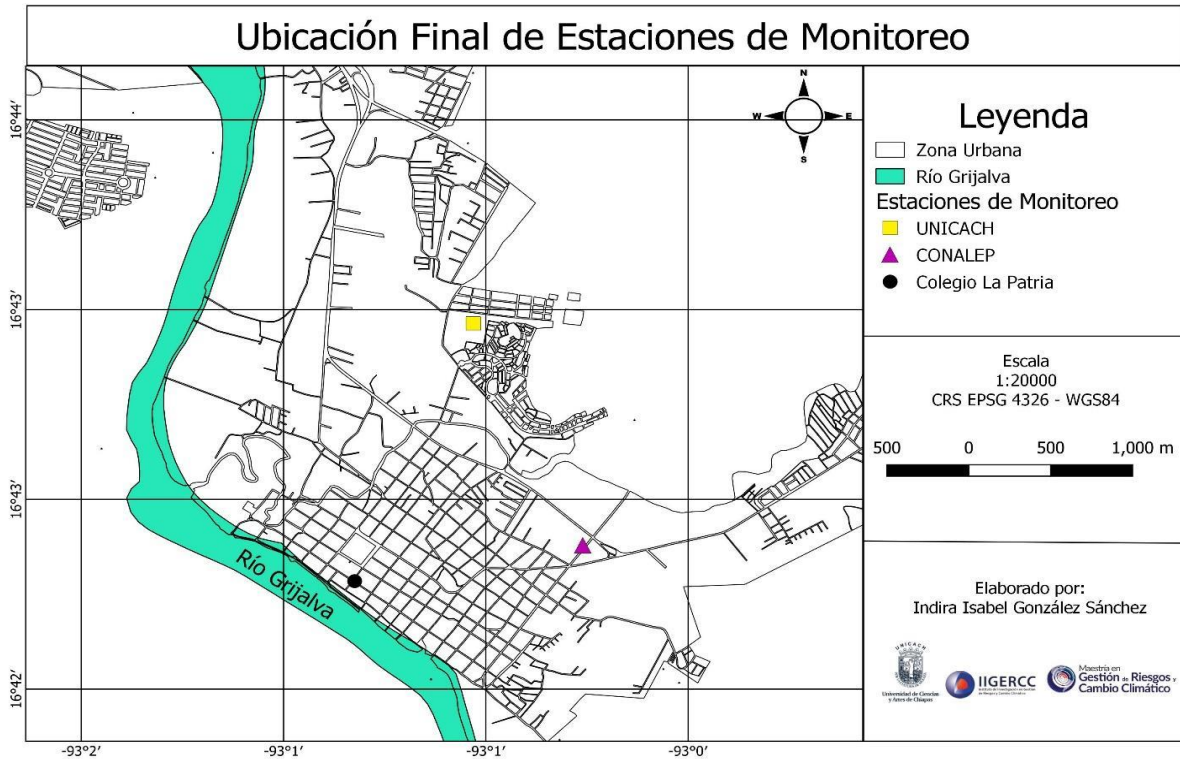 Ubicación Final de Estaciones de Monitoreo
N
W E
S
16°44'
16°43'
16°43'
16°42'
-93°2'
-93°1'
-93°1'
-93°0'
Río Grijalva
Leyenda
Zona Urbana
Río Grijalva
Estaciones de Monitoreo
UNICACH
CONALEP
Colegio La Patria
Escala
1:20000
CRS EPSG 4326 - WGS84
500 0 500 1,000 m
Elaborado por:
Indira Isabel González Sánchez
UNICACH
Universidad de Ciencias
y Artes de Chiapas
IIGERCC
Maestría en
Gestión de Riesgos y
Cambio Climático